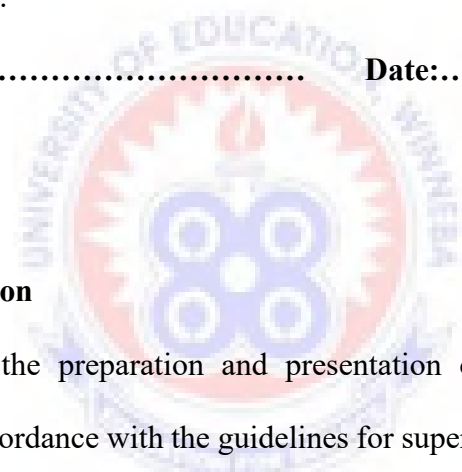 .
………………………… Date:…
UNIVERSITY OF EDUCATION, WINNEBA
on
the preparation and presentation
ordance with the guidelines for super